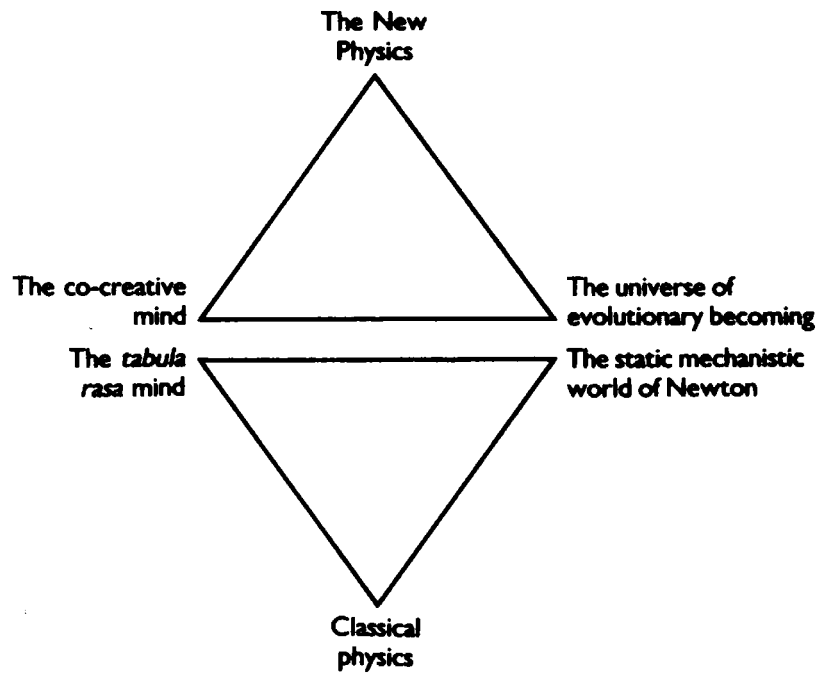 The New
Physics
The co-creative
mind
The universe of
evolutionary becoming
The tabula
rasa mind
The static mechanistic
world of Newton
Classical
physics